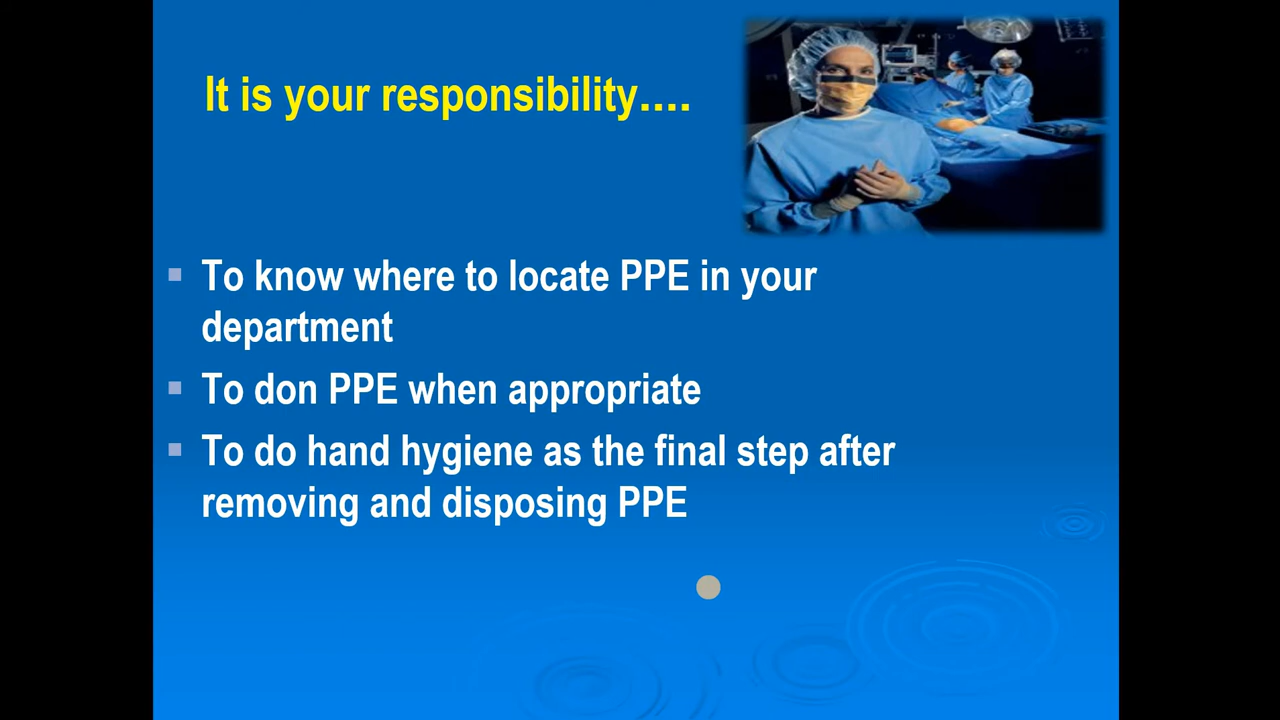 It is your responsibility....
To know where to locate PPE in your
department
To don PPE when appropriate
To do hand hygiene as the final step after
removing and disposing PPE